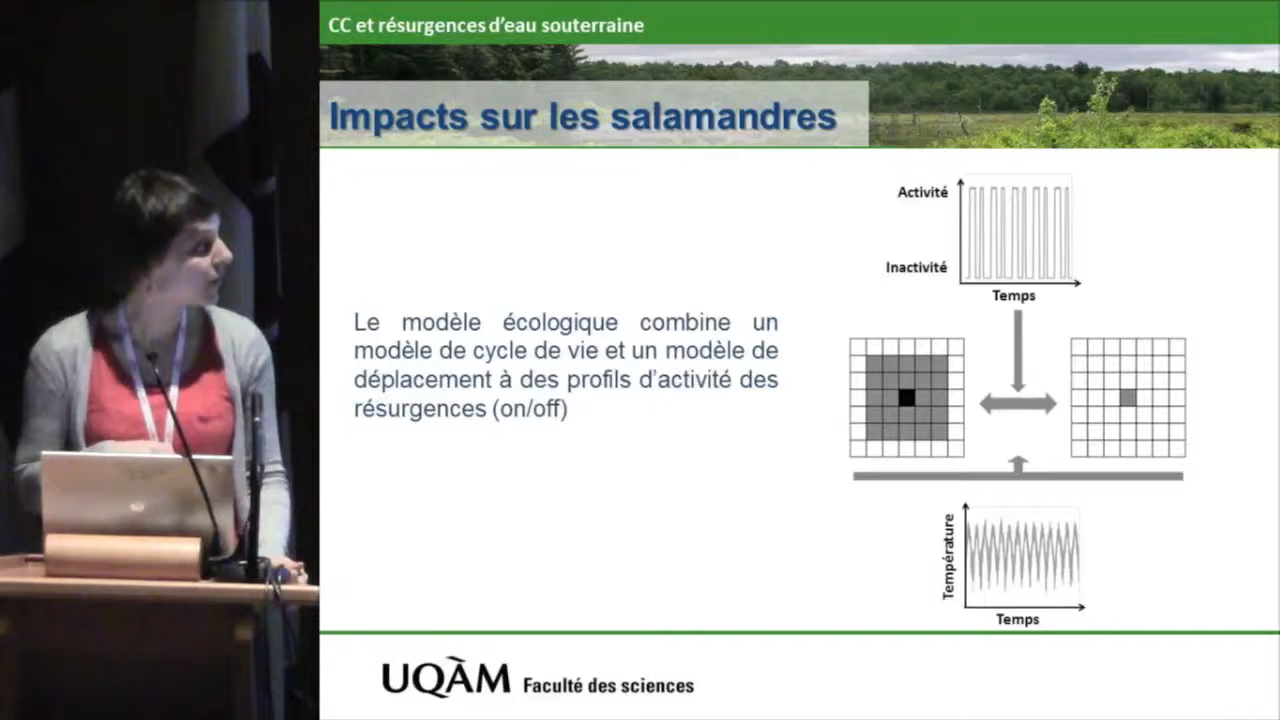 CC et résurgences d'eau souterraine
Impacts sur les salamandres
Le modèle écologique combine un
modèle de cycle de vie et un modèle de
déplacement à des profils d'activité des
résurgences (on/off)
Activité
Inactivité
Temps
Température
Temps
UQÀM Faculté des sciences